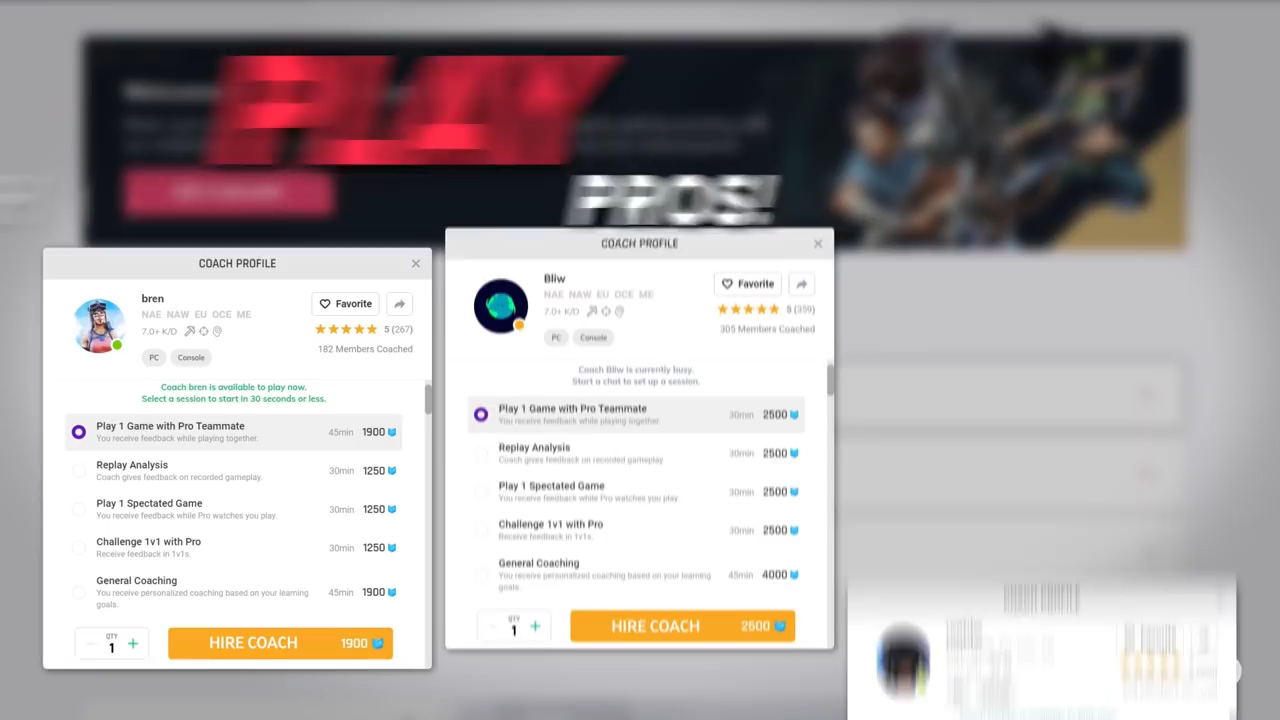 PLAY
PROS!
COACH PROFILE
bren
NAE NAW EU OCE ME
7.0+ K/D
PC
Console
Favorite
5 (267)
182 Members Coached
Coach bren is available to play now.
Select a session to start in 30 seconds or less.
Play 1 Game with Pro Teammate
You receive feedback while playing together.
45min 1900
Replay Analysis
Coach gives feedback on recorded gameplay.
30min 1250
Play 1 Spectated Game
You receive feedback while Pro watches you play.
30min 1250
Challenge 1v1 with Pro
Receive feedback in 1v1s.
30min 1250
General Coaching
You receive personalized coaching based on your learning
goals.
45min 1900
QTY
1
HIRE COACH 1900
COACH PROFILE
Bliw
NAE NAW EU OCE ME
7.0+ K/D
PC
Console
Favorite
5 (359)
305 Members Coached
Coach Bliw is currently busy.
Start a chat to set up a session.
Play 1 Game with Pro Teammate
You receive feedback while playing together.
30min 2500
Replay Analysis
Coach gives feedback on recorded gameplay
30min 2500
Play 1 Spectated Game
You receive feedback while Pro watches you play.
30min 2500
Challenge 1v1 with Pro
Receive feedback in 1v1s.
30min 2500
General Coaching
You receive personalized coaching based on your learning
goals.
45min 4000
QTY
1
HIRE COACH 2500